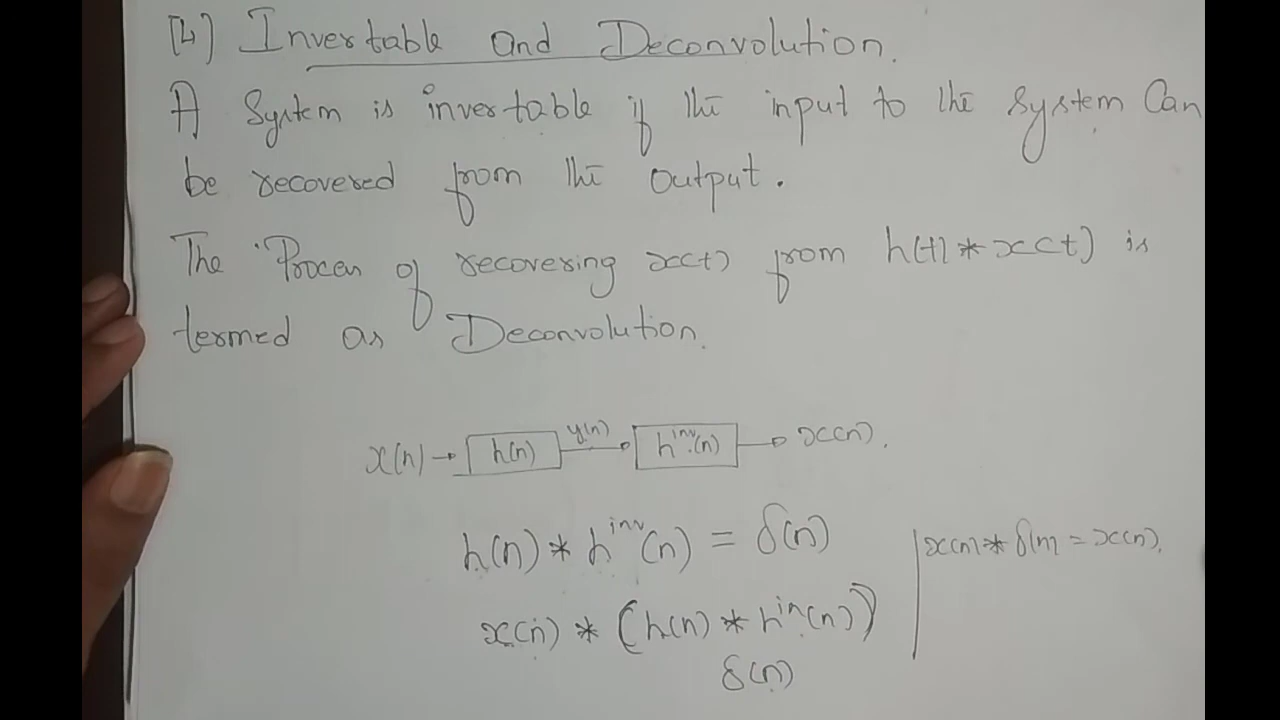 [4] Invertable and Deconvolution.
A System is invertable if the input to the system Can
be recovered from the output.
The Process of recovering x(t) from h(t) * x(t) is
termed as Deconvolution.
x(n) → h(n) y(n) → h^inv(n) → x(n).
h(n) * h^inv(n) = δ(n) | x(n) * δ(n) = x(n).
x(n) * (h(n) * h^in(n))
δ(n)